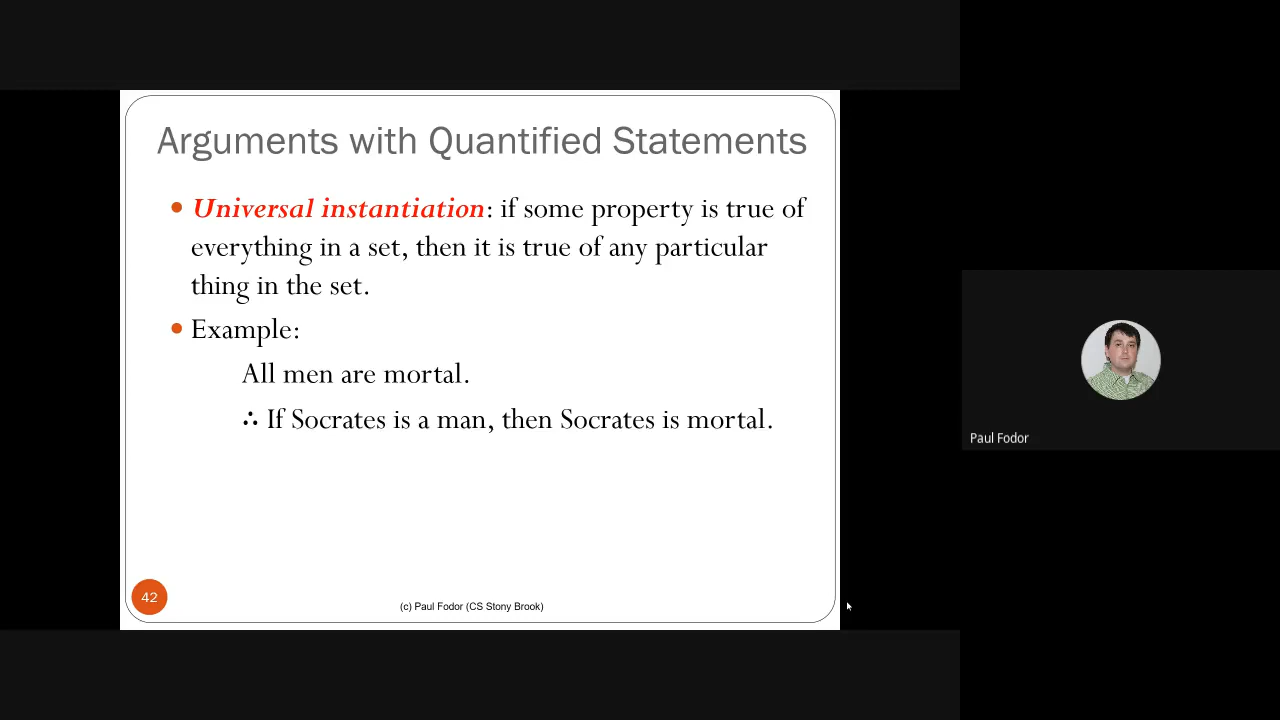 Arguments with Quantified Statements
• Universal instantiation: if some property is true of
everything in a set, then it is true of any particular
thing in the set.
• Example:
All men are mortal.
∴ If Socrates is a man, then Socrates is mortal.
42
(c) Paul Fodor (CS Stony Brook)
Paul Fodor